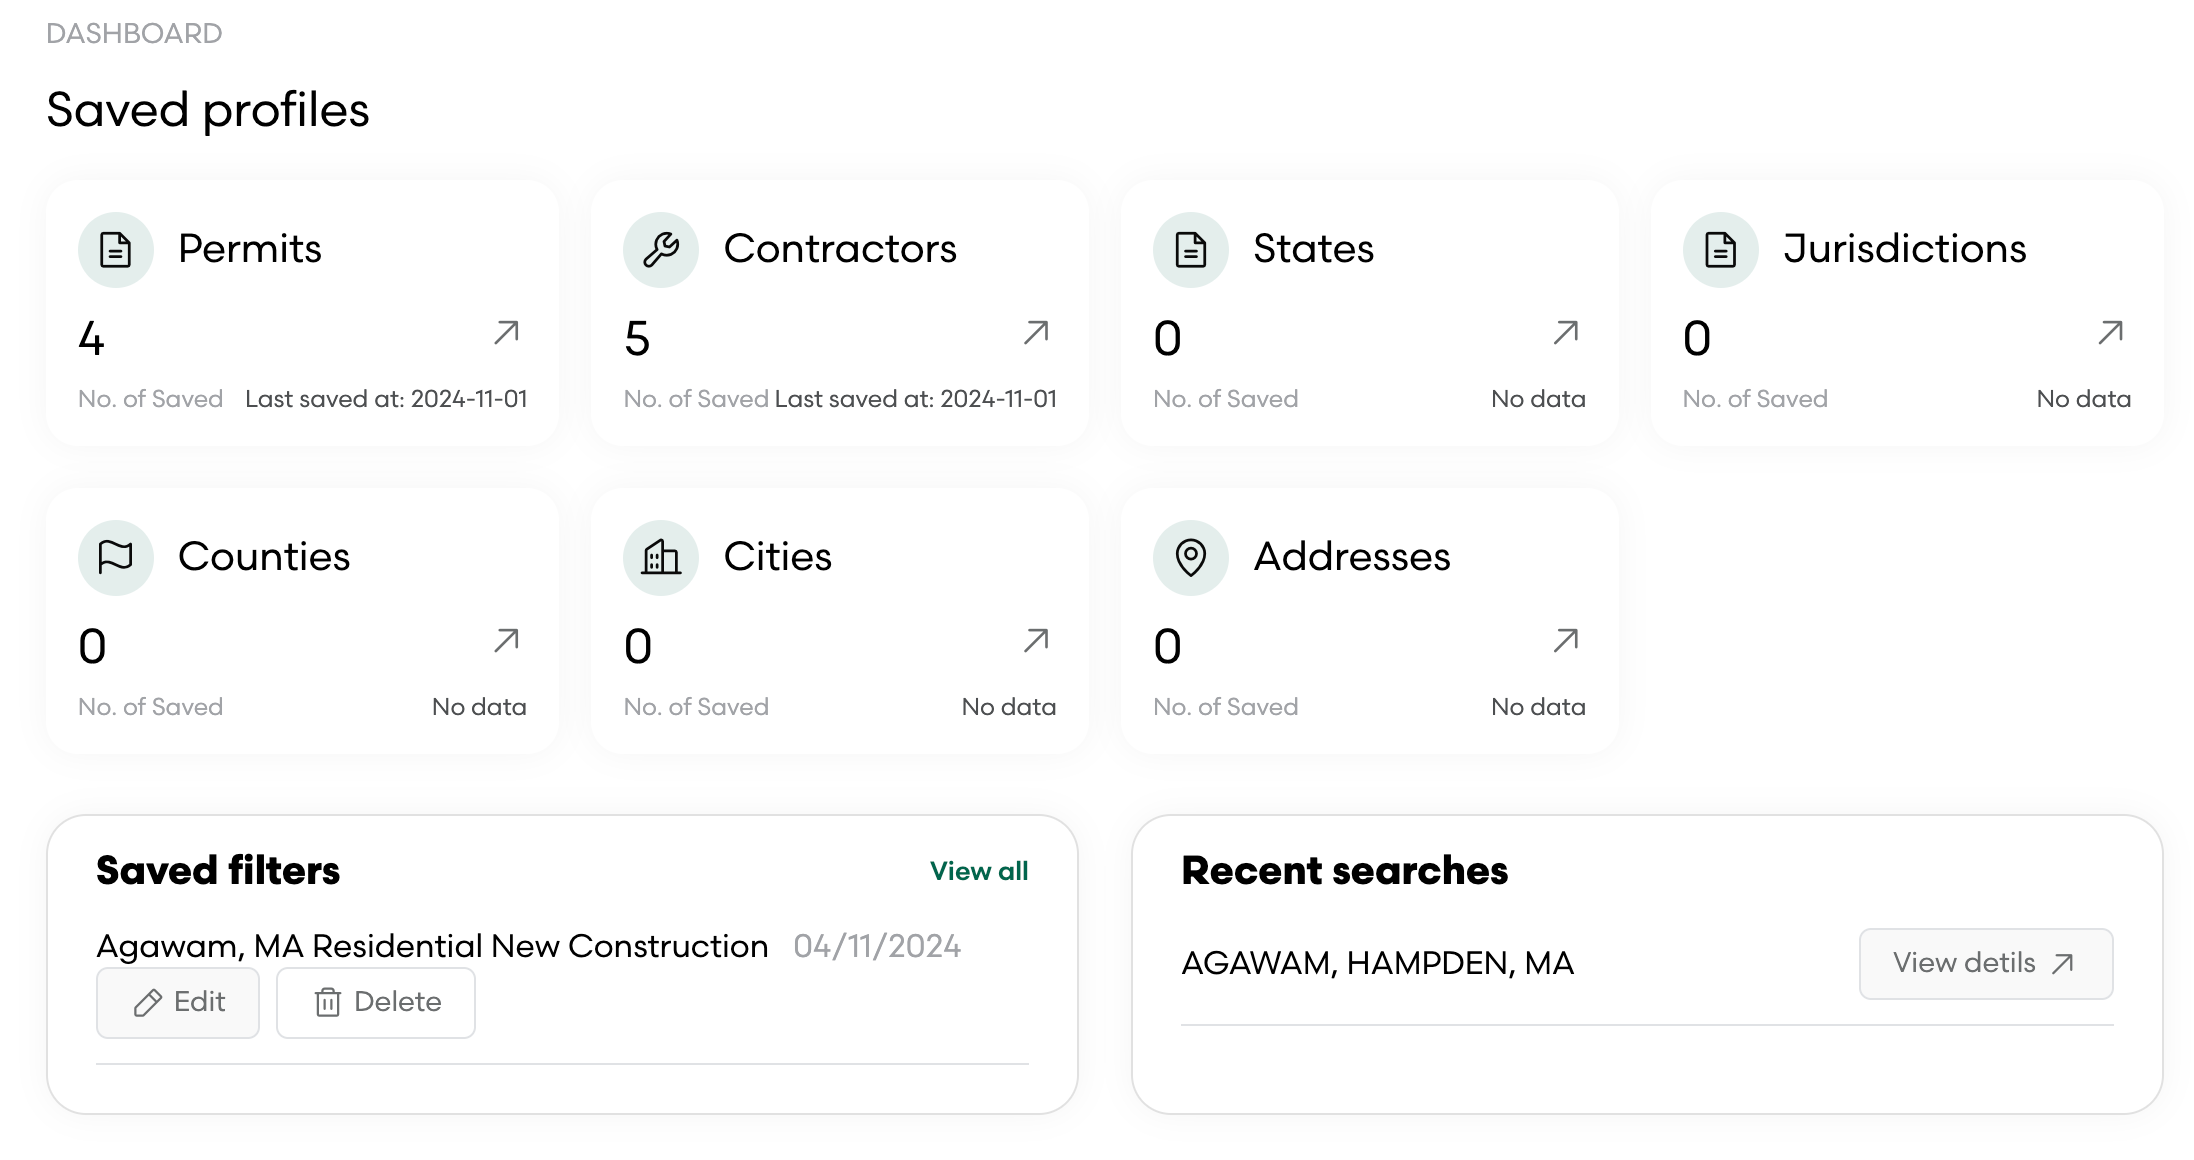 DASHBOARD
Saved profiles
Permits
4
No. of Saved Last saved at: 2024-11-01
Contractors
5
No. of Saved Last saved at: 2024-11-01
States
0
No. of Saved No data
Jurisdictions
0
No. of Saved No data
Counties
0
No. of Saved No data
Cities
0
No. of Saved No data
Addresses
0
No. of Saved No data
Saved filters View all
Agawam, MA Residential New Construction 04/11/2024
Edit Delete
Recent searches
AGAWAM, HAMPDEN, MA View detils